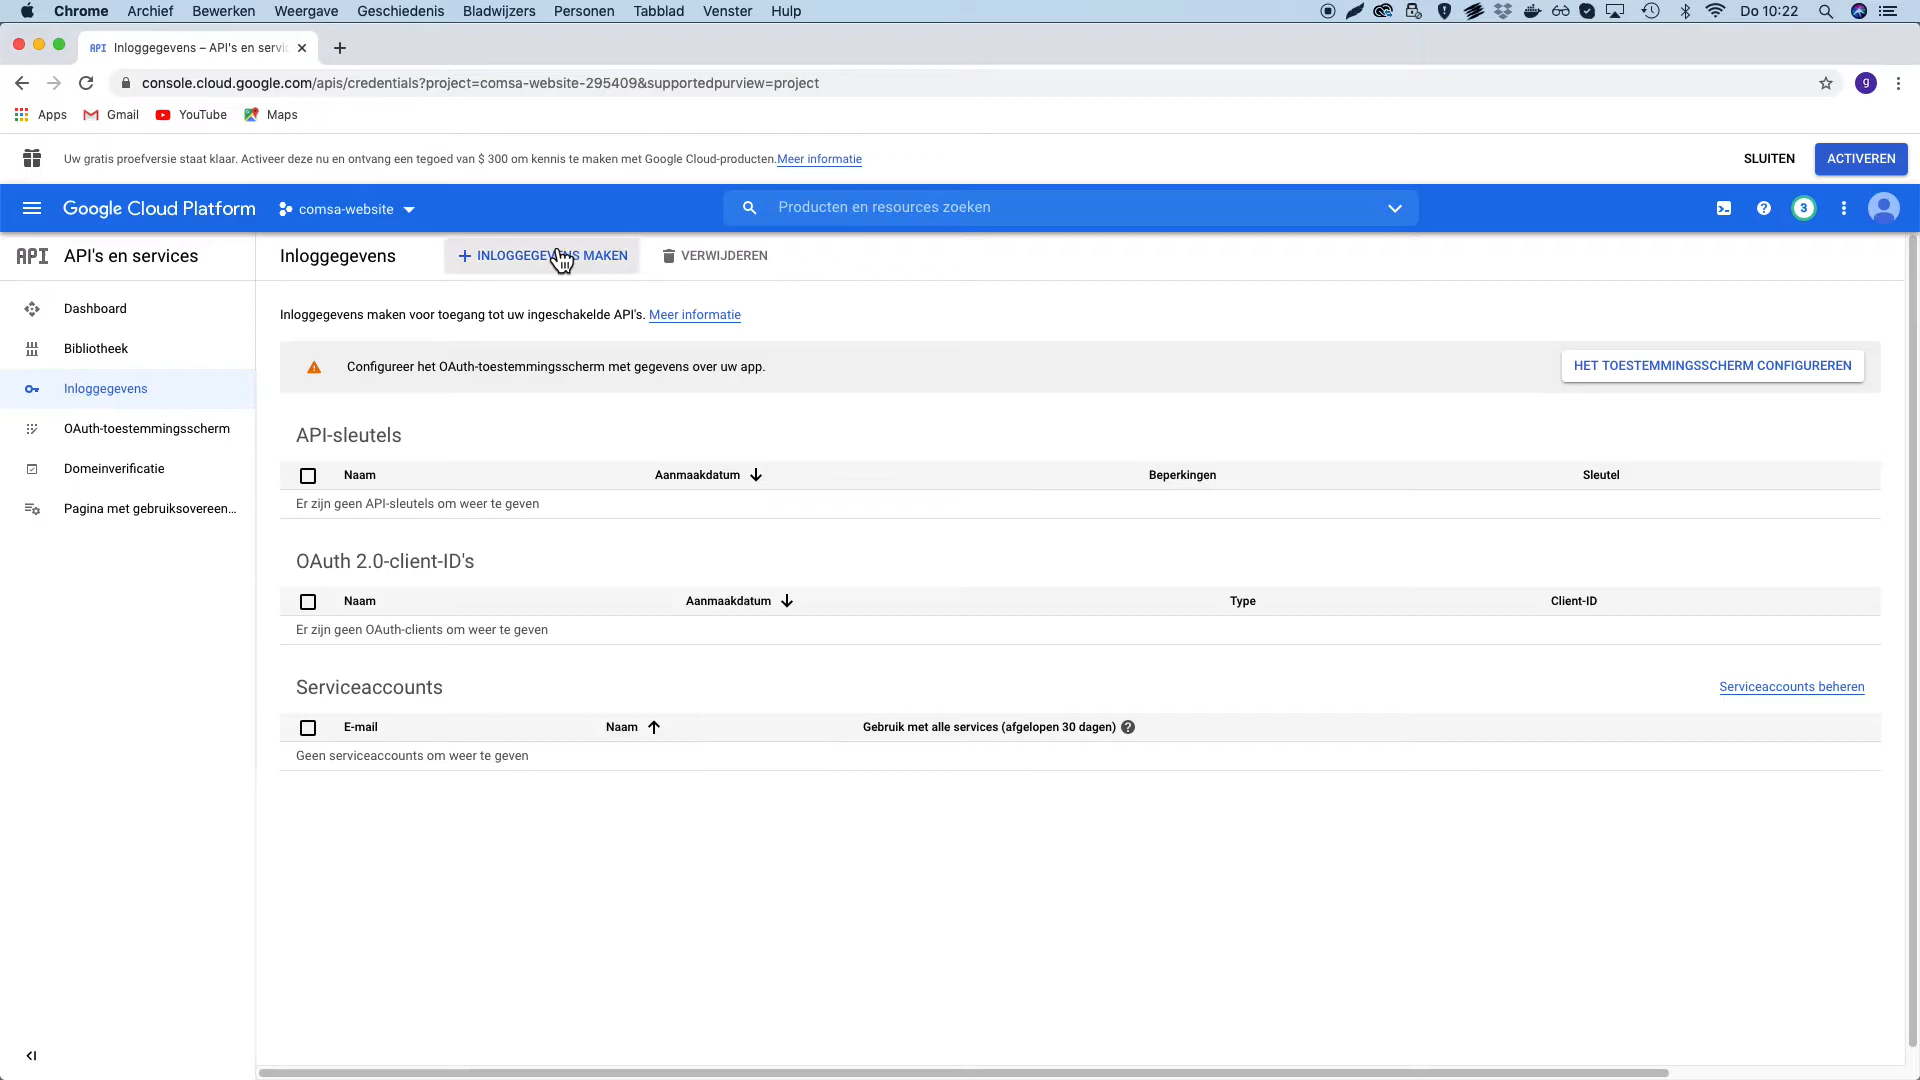 Chrome Archief Bewerken Weergave Geschiedenis Bladwijzers Personen Tabblad Venster Hulp Do 10:22
API Inloggegevens – API's en servi
console.cloud.google.com/apis/credentials?project=comsa-website-295409&supportedpurview=project g
Apps Gmail YouTube Maps
Uw gratis proefversie staat klaar. Activeer deze nu en ontvang een tegoed van $ 300 om kennis te maken met Google Cloud-producten. Meer informatie SLUITEN ACTIVEREN
Google Cloud Platform comsa-website Producten en resources zoeken 3
API API's en services Inloggegevens INLOGGEGEVENS MAKEN VERWIJDEREN
Dashboard
Bibliotheek
Inloggegevens
OAuth-toestemmingsscherm
Domeinverificatie
Pagina met gebruiksovereen...
Inloggegevens maken voor toegang tot uw ingeschakelde API's. Meer informatie
Configureer het OAuth-toestemmingsscherm met gegevens over uw app. HET TOESTEMMINGSSCHERM CONFIGUREREN
API-sleutels
Naam Aanmaakdatum Beperkingen Sleutel
Er zijn geen API-sleutels om weer te geven
OAuth 2.0-client-ID's
Naam Aanmaakdatum Type Client-ID
Er zijn geen OAuth-clients om weer te geven
Serviceaccounts Serviceaccounts beheren
E-mail Naam Gebruik met alle services (afgelopen 30 dagen)
Geen serviceaccounts om weer te geven